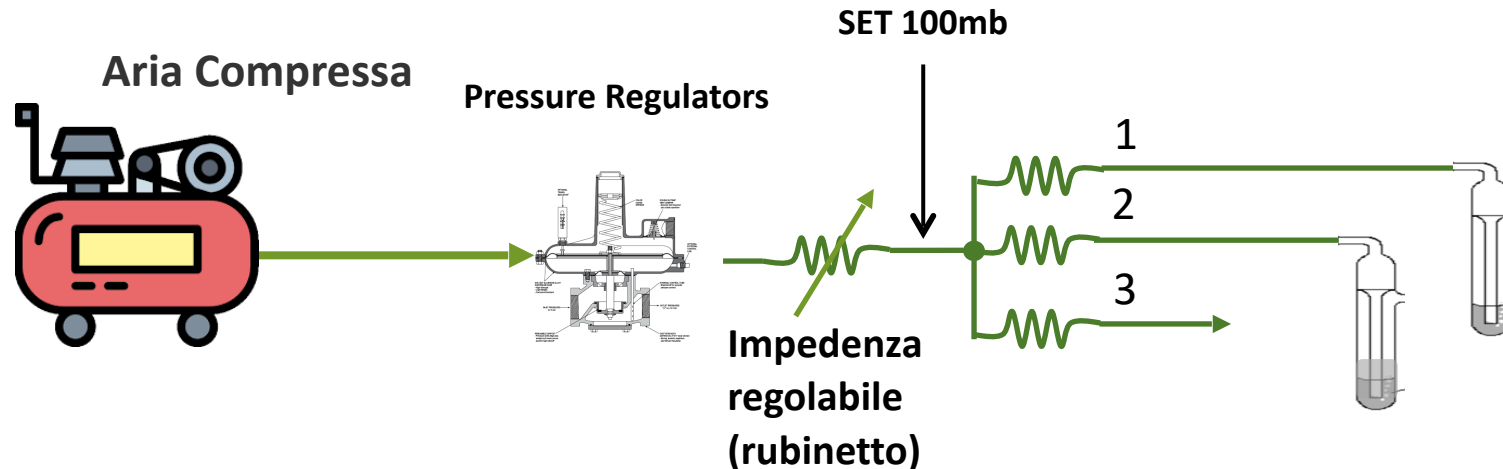 SET 100mb
Aria Compressa
Pressure Regulators
1
2
3
Impedenza
regolabile
(rubinetto)